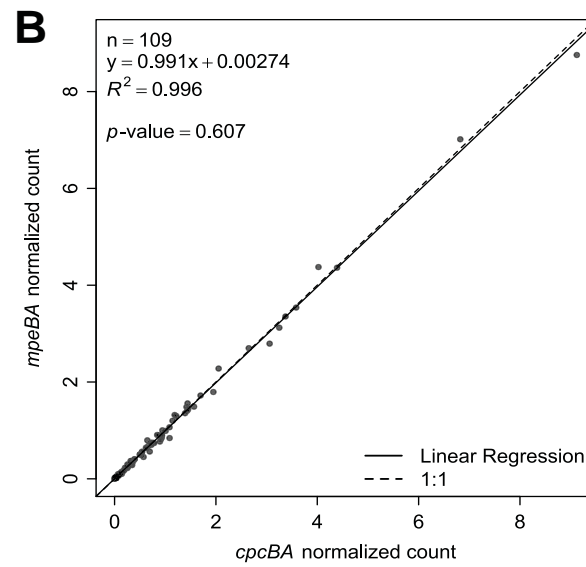 B
n = 109
y = 0.991x + 0.00274
R² = 0.996
p-value = 0.607
mpeBA normalized count
8
6
4
2
0
Linear Regression
1:1
0 2 4 6 8
cpcBA normalized count